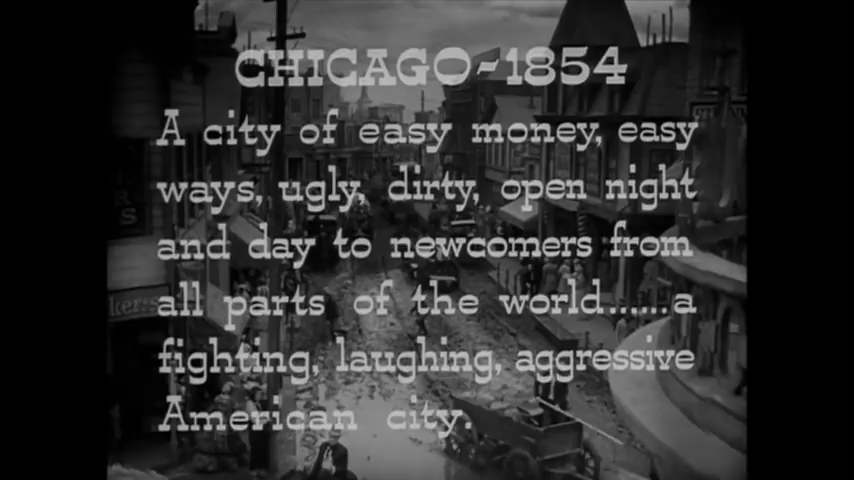 CHICAGO~1854
A city of easy money, easy
ways, ugly, dirty, open night
and day to newcomers from
all parts of the world......a
fighting, laughing, aggressive
American city.